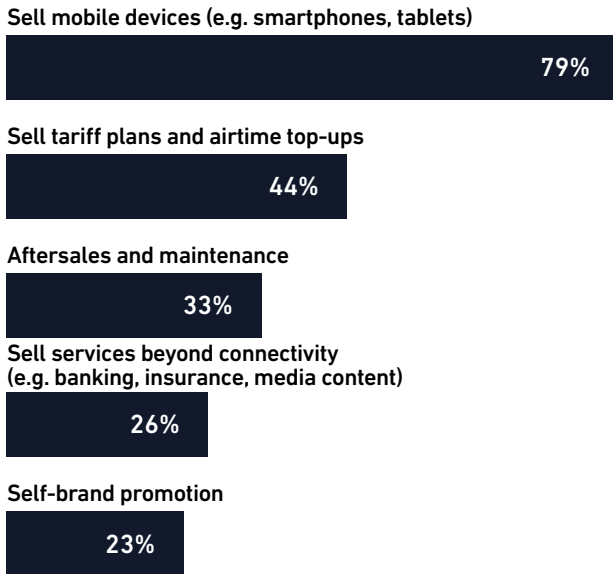 Sell mobile devices (e.g. smartphones, tablets)
79%
Sell tariff plans and airtime top-ups
44%
Aftersales and maintenance
33%
Sell services beyond connectivity
(e.g. banking, insurance, media content)
26%
Self-brand promotion
23%